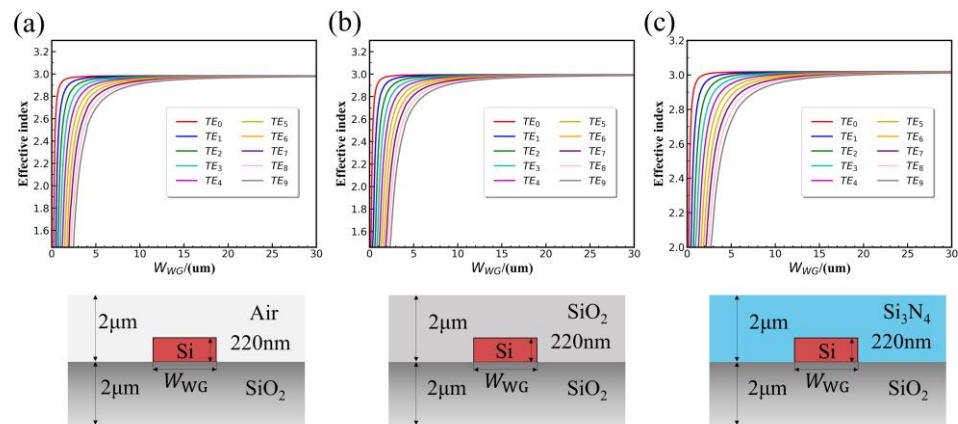 (a)
3.2
3.0
2.8
2.6
2.4
2.2
2.0
1.8
1.6
Effective index
TE0 TE5
TE1 TE6
TE2 TE7
TE3 TE8
TE4 TE9
0 5 10 15 20 25 30
WWG/(um)
(b)
3.2
3.0
2.8
2.6
2.4
2.2
2.0
1.8
1.6
Effective index
TE0 TE5
TE1 TE6
TE2 TE7
TE3 TE8
TE4 TE9
0 5 10 15 20 25 30
WWG/(um)
(c)
3.2
3.0
2.8
2.6
2.4
2.2
2.0
Effective index
TE0 TE5
TE1 TE6
TE2 TE7
TE3 TE8
TE4 TE9
0 5 10 15 20 25 30
WWG/(um)
2μm
Air
Si 220nm
WWG
2μm
SiO2
2μm
SiO2
Si 220nm
WWG
2μm
SiO2
2μm
Si3N4
Si 220nm
WWG
2μm
SiO2